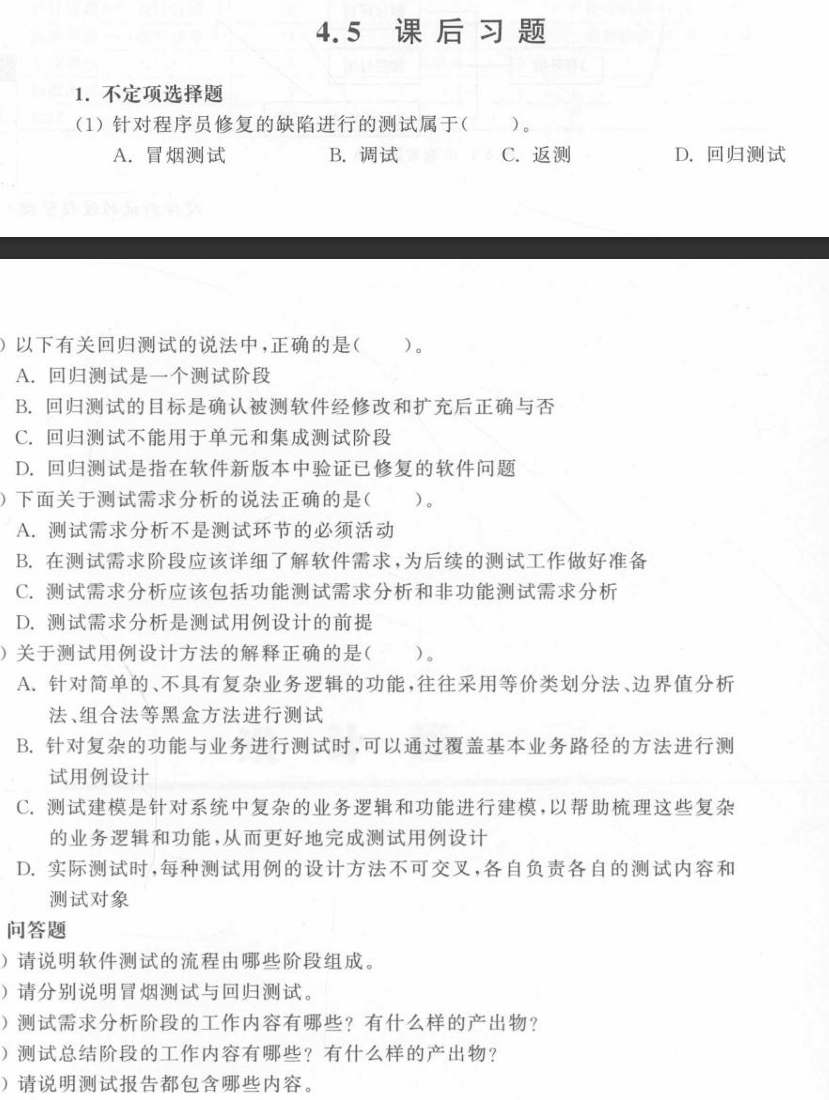 4.5 课后习题
1. 不定项选择题
(1) 针对程序员修复的缺陷进行的测试属于(  )。
A. 冒烟测试 B. 调试 C. 返测 D. 回归测试
) 以下有关回归测试的说法中,正确的是(  )。
A. 回归测试是一个测试阶段
B. 回归测试的目标是确认被测软件经修改和扩充后正确与否
C. 回归测试不能用于单元和集成测试阶段
D. 回归测试是指在软件新版本中验证已修复的软件问题
) 下面关于测试需求分析的说法正确的是(  )。
A. 测试需求分析不是测试环节的必须活动
B. 在测试需求阶段应该详细了解软件需求,为后续的测试工作做好准备
C. 测试需求分析应该包括功能测试需求分析和非功能测试需求分析
D. 测试需求分析是测试用例设计的前提
) 关于测试用例设计方法的解释正确的是(  )。
A. 针对简单的、不具有复杂业务逻辑的功能,往往采用等价类划分法、边界值分析
法、组合法等黑盒方法进行测试
B. 针对复杂的功能与业务进行测试时,可以通过覆盖基本业务路径的方法进行测
试用例设计
C. 测试建模是针对系统中复杂的业务逻辑和功能进行建模,以帮助梳理这些复杂
的业务逻辑和功能,从而更好地完成测试用例设计
D. 实际测试时,每种测试用例的设计方法不可交叉,各自负责各自的测试内容和
测试对象
问答题
) 请说明软件测试的流程由哪些阶段组成。
) 请分别说明冒烟测试与回归测试。
) 测试需求分析阶段的工作内容有哪些? 有什么样的产出物?
) 测试总结阶段的工作内容有哪些? 有什么样的产出物?
) 请说明测试报告都包含哪些内容。